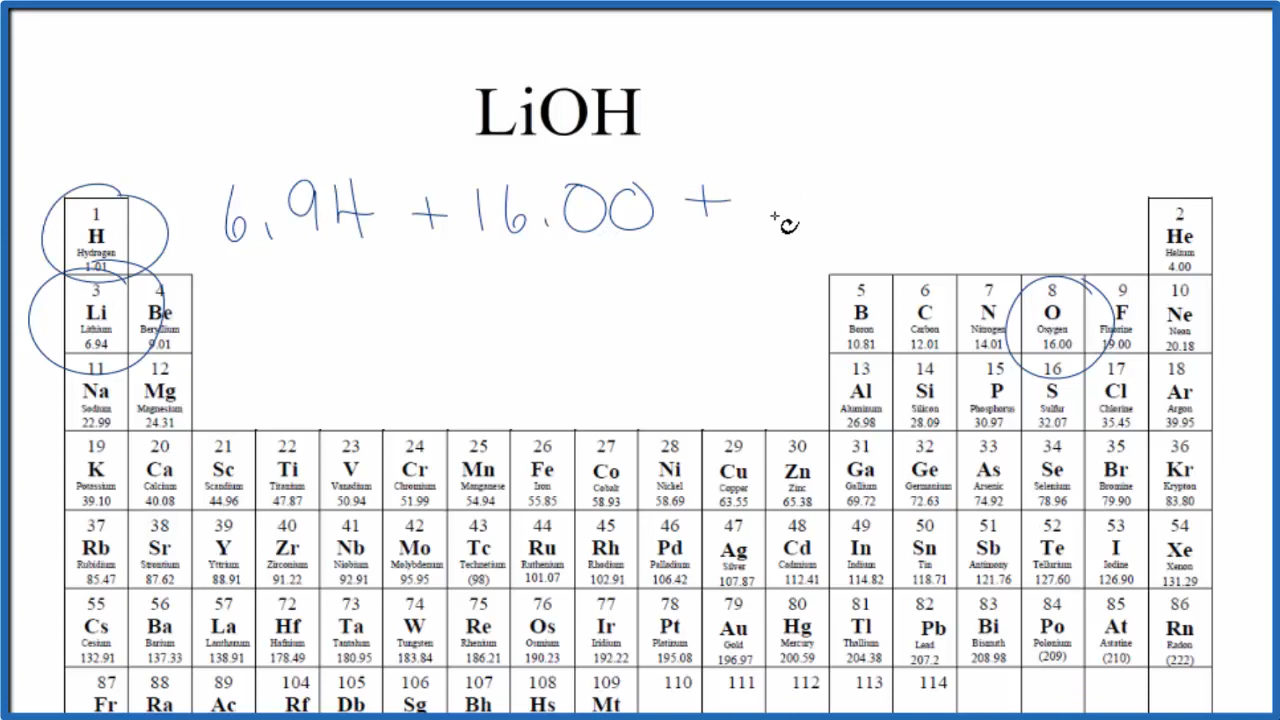 LiOH
6.94 + 16.00 +
1 2
H He
Hydrogen Helium
1.01 4.00
3 4 5 6 7 8 9 10
Li Be B C N O F Ne
Lithium Beryllium Boron Carbon Nitrogen Oxygen Fluorine Neon
6.94 9.01 10.81 12.01 14.01 16.00 19.00 20.18
11 12 13 14 15 16 17 18
Na Mg Al Si P S Cl Ar
Sodium Magnesium Aluminum Silicon Phosphorus Sulfur Chlorine Argon
22.99 24.31 26.98 28.09 30.97 32.07 35.45 39.95
19 20 21 22 23 24 25 26 27 28 29 30 31 32 33 34 35 36
K Ca Sc Ti V Cr Mn Fe Co Ni Cu Zn Ga Ge As Se Br Kr
Potassium Calcium Scandium Titanium Vanadium Chromium Manganese Iron Cobalt Nickel Copper Zinc Gallium Germanium Arsenic Selenium Bromine Krypton
39.10 40.08 44.96 47.87 50.94 51.99 54.94 55.85 58.93 58.69 63.55 65.38 69.72 72.63 74.92 78.96 79.90 83.80
37 38 39 40 41 42 43 44 45 46 47 48 49 50 51 52 53 54
Rb Sr Y Zr Nb Mo Tc Ru Rh Pd Ag Cd In Sn Sb Te I Xe
Rubidium Strontium Yttrium Zirconium Niobium Molybdenum Technetium Ruthenium Rhodium Palladium Silver Cadmium Indium Tin Antimony Tellurium Iodine Xenon
85.47 87.62 88.91 91.22 92.91 95.95 (98) 101.07 102.91 106.42 107.87 112.41 114.82 118.71 121.76 127.60 126.90 131.29
55 56 57 72 73 74 75 76 77 78 79 80 81 82 83 84 85 86
Cs Ba La Hf Ta W Re Os Ir Pt Au Hg Tl Pb Bi Po At Rn
Cesium Barium Lanthanum Hafnium Tantalum Tungsten Rhenium Osmium Iridium Platinum Gold Mercury Thallium Lead Bismuth Polonium Astatine Radon
132.91 137.33 138.91 178.49 180.95 183.84 186.21 190.23 192.22 195.08 196.97 200.59 204.38 207.2 208.98 (209) (210) (222)
87 88 89 104 105 106 107 108 109 110 111 112 113 114
Fr Ra Ac Rf Db Sg Bh Hs Mt